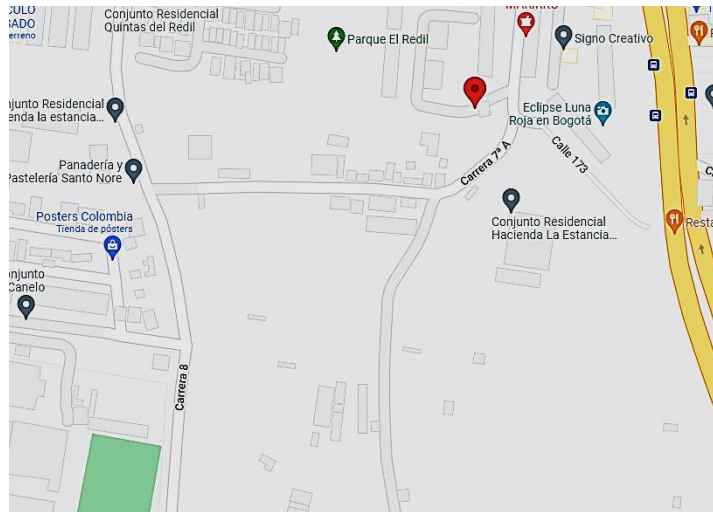 CULO
SADO
erreno
Conjunto Residencial
Quintas del Redil
Parque El Redil
Signo Creativo
njunto Residencial
enda la estancia...
Eclipse Luna
Roja en Bogotá
Panadería y
Pastelería Santo Nore
Carrera 7ª A
Calle 173
Posters Colombia
Tienda de pósters
Conjunto Residencial
Hacienda La Estancia...
Resta
onjunto
Canelo
Carrera 8